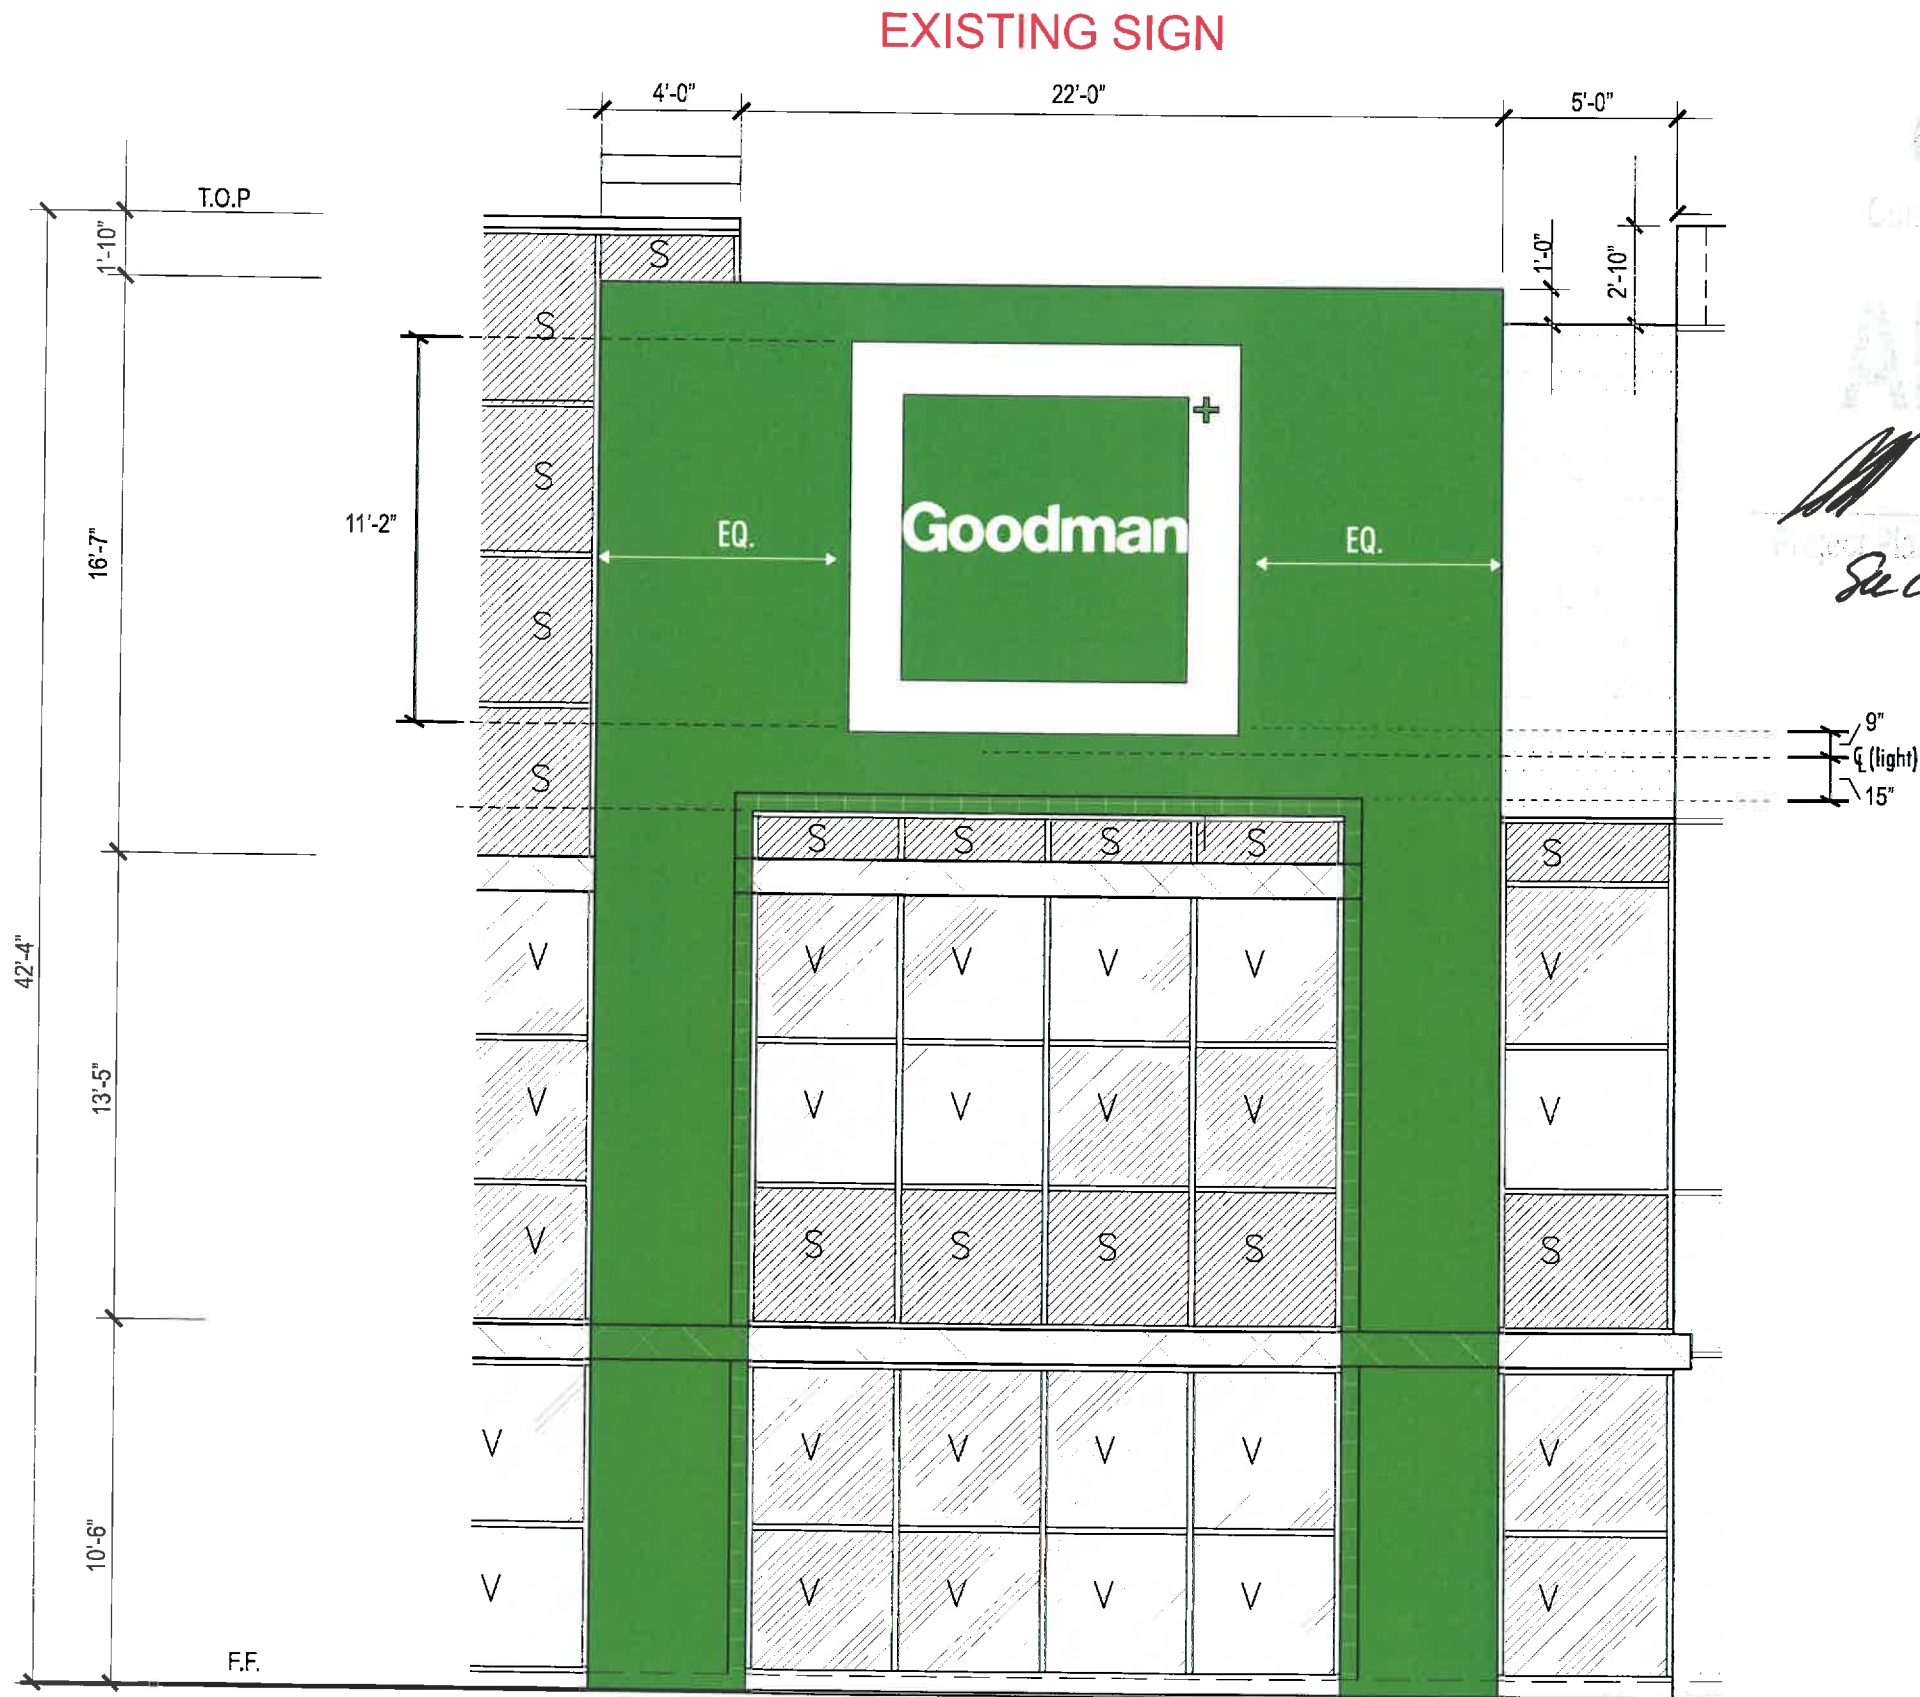 EXISTING SIGN
4'-0" 22'-0" 5'-0"
T.O.P
1'-10"
S
1'-0"
2'-10"
S
11'-2"
S
16'-7"
EQ.
Goodman
EQ.
S
9"
℄ (light)
15"
S
S S S S S
42'-4"
V V V V V V
13'-5"
V V V V V V
V S S S S S
V V V V V V
10'-6"
V V V V V V
F.F.